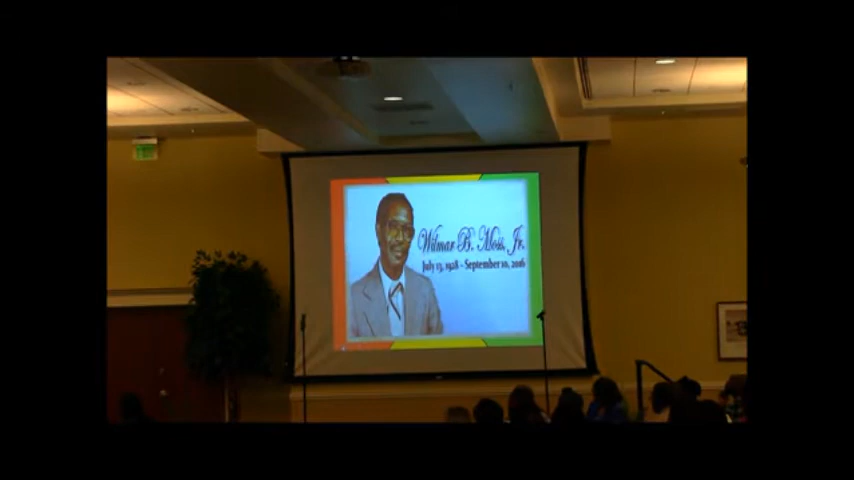 Wilmar B. Moss, Jr.
July 13, 1928 - September 10, 2016